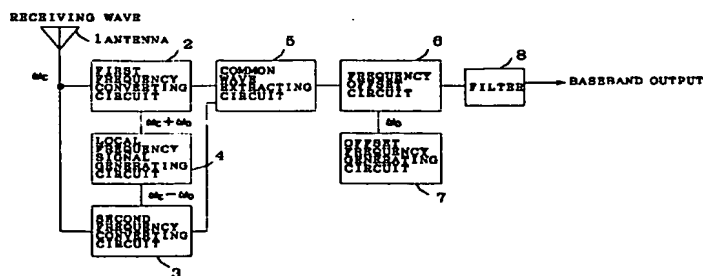 RECEIVING WAVE
1 ANTENNA
2
5
6
8
ωc
FIRST
FREQUENCY
CONVERTING
CIRCUIT
COMMON
WAVE
EXTRACTING
CIRCUIT
FREQUENCY
OFFSET
CIRCUIT
FILTER
BASEBAND OUTPUT
ωc+ωo
ωo
LOCAL
FREQUENCY
SIGNAL
GENERATING
CIRCUIT
4
OFFSET
FREQUENCY
GENERATING
CIRCUIT
7
ωc−ωo
SECOND
FREQUENCY
CONVERTING
CIRCUIT
3